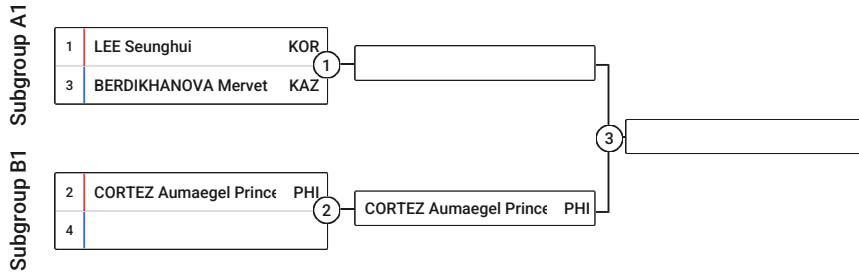 Subgroup A1
1 LEE Seunghui KOR
3 BERDIKHANOVA Mervet KAZ
1
3
Subgroup B1
2 CORTEZ Aumaegel Prince PHI
4
2
CORTEZ Aumaegel Prince PHI